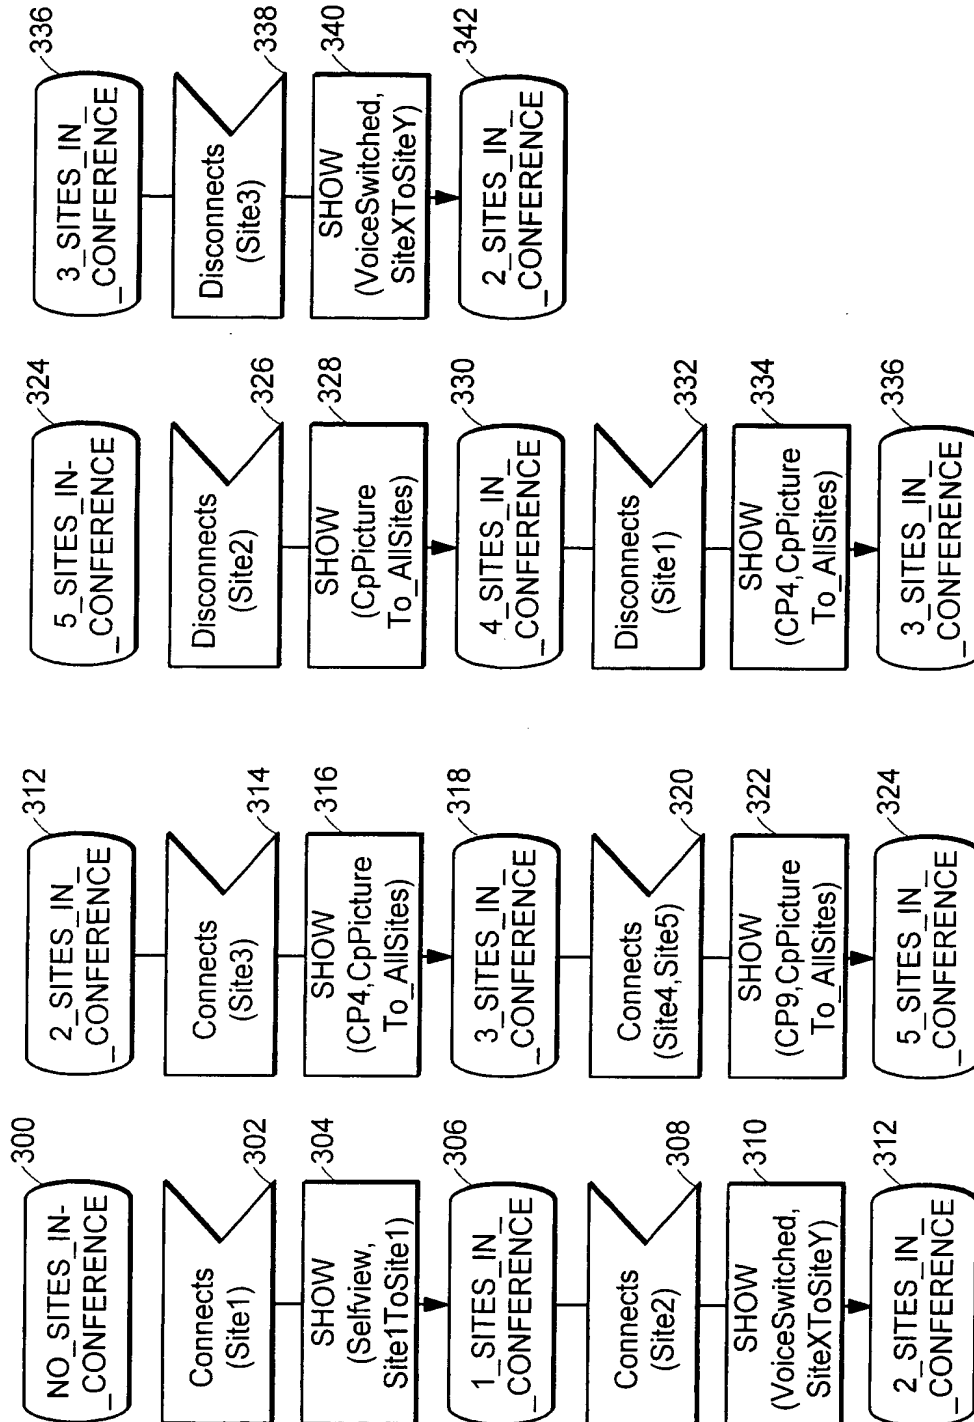 300
NO_SITES_IN-
_CONFERENCE
302
Connects
(Site1)
304
SHOW
(Selfview,
Site1ToSite1)
306
1_SITES_IN_
_CONFERENCE
308
Connects
(Site2)
310
SHOW
(VoiceSwitched,
SiteXToSiteY)
312
2_SITES_IN_
_CONFERENCE
312
2_SITES_IN_
_CONFERENCE
314
Connects
(Site3)
316
SHOW
(CP4,CpPicture
To_AllSites)
318
3_SITES_IN_
_CONFERENCE
320
Connects
(Site4,Site5)
322
SHOW
(CP9,CpPicture
To_AllSites)
324
5_SITES_IN_
_CONFERENCE
324
5_SITES_IN-
_CONFERENCE
326
Disconnects
(Site2)
328
SHOW
(CpPicture
To_AllSites)
330
4_SITES_IN_
_CONFERENCE
332
Disconnects
(Site1)
334
SHOW
(CP4,CpPicture
To_AllSites)
336
3_SITES_IN_
_CONFERENCE
336
3_SITES_IN_
_CONFERENCE
338
Disconnects
(Site3)
340
SHOW
(VoiceSwitched,
SiteXToSiteY)
342
2_SITES_IN_
_CONFERENCE